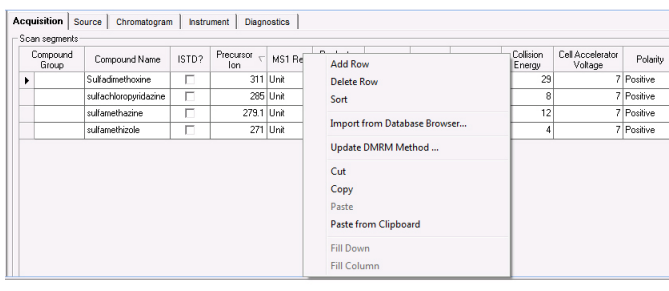 Acquisition Source Chromatogram Instrument Diagnostics
Scan segments
Compound Group Compound Name ISTD? Precursor Ion MS1 Re Collision Energy Cell Accelerator Voltage Polarity
Sulfadimethoxine 311 Unit 29 7 Positive
sulfachloropyridazine 285 Unit 8 7 Positive
sulfamethazine 279.1 Unit 12 7 Positive
sulfamethizole 271 Unit 4 7 Positive
Add Row
Delete Row
Sort
Import from Database Browser...
Update DMRM Method ...
Cut
Copy
Paste
Paste from Clipboard
Fill Down
Fill Column